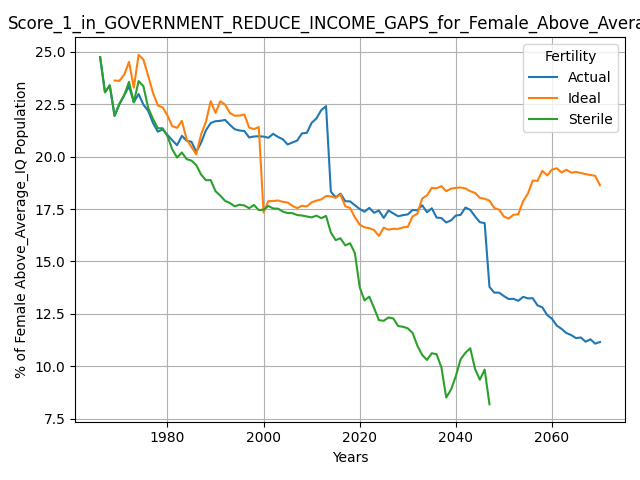 Score_1_in_GOVERNMENT_REDUCE_INCOME_GAPS_for_Female_Above_Avera
Fertility
Actual
Ideal
Sterile
% of Female Above_Average_IQ Population
25.0
22.5
20.0
17.5
15.0
12.5
10.0
7.5
1980 2000 2020 2040 2060
Years